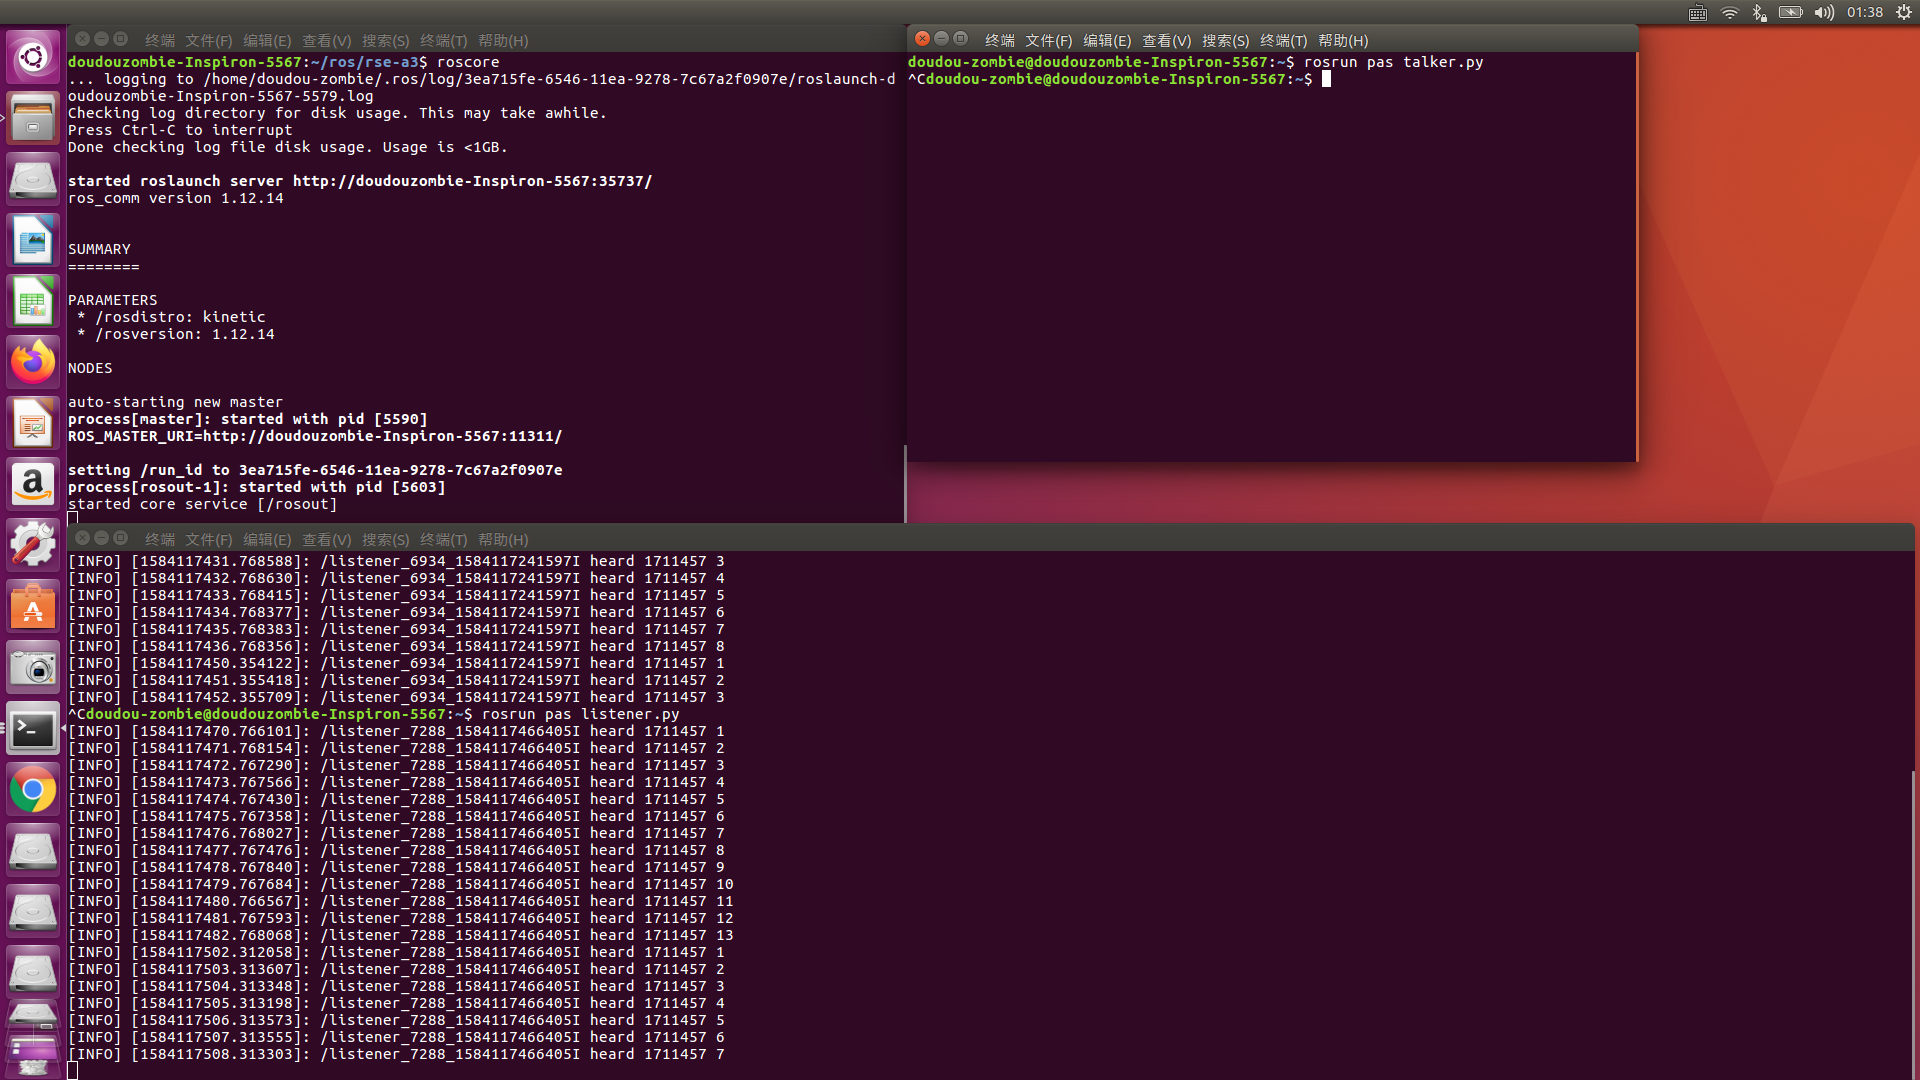 01:38
终端 文件(F) 编辑(E) 查看(V) 搜索(S) 终端(T) 帮助(H)
doudouzombie-Inspiron-5567:~/ros/rse-a3$ roscore
... logging to /home/doudou-zombie/.ros/log/3ea715fe-6546-11ea-9278-7c67a2f0907e/roslaunch-d
oudouzombie-Inspiron-5567-5579.log
Checking log directory for disk usage. This may take awhile.
Press Ctrl-C to interrupt
Done checking log file disk usage. Usage is <1GB.
started roslaunch server http://doudouzombie-Inspiron-5567:35737/
ros_comm version 1.12.14
SUMMARY
========
PARAMETERS
 * /rosdistro: kinetic
 * /rosversion: 1.12.14
NODES
auto-starting new master
process[master]: started with pid [5590]
ROS_MASTER_URI=http://doudouzombie-Inspiron-5567:11311/
setting /run_id to 3ea715fe-6546-11ea-9278-7c67a2f0907e
process[rosout-1]: started with pid [5603]
started core service [/rosout]
终端 文件(F) 编辑(E) 查看(V) 搜索(S) 终端(T) 帮助(H)
doudou-zombie@doudouzombie-Inspiron-5567:~$ rosrun pas talker.py
^Cdoudou-zombie@doudouzombie-Inspiron-5567:~$
终端 文件(F) 编辑(E) 查看(V) 搜索(S) 终端(T) 帮助(H)
[INFO] [1584117431.768588]: /listener_6934_1584117241597I heard 1711457 3
[INFO] [1584117432.768630]: /listener_6934_1584117241597I heard 1711457 4
[INFO] [1584117433.768415]: /listener_6934_1584117241597I heard 1711457 5
[INFO] [1584117434.768377]: /listener_6934_1584117241597I heard 1711457 6
[INFO] [1584117435.768383]: /listener_6934_1584117241597I heard 1711457 7
[INFO] [1584117436.768356]: /listener_6934_1584117241597I heard 1711457 8
[INFO] [1584117450.354122]: /listener_6934_1584117241597I heard 1711457 1
[INFO] [1584117451.355418]: /listener_6934_1584117241597I heard 1711457 2
[INFO] [1584117452.355709]: /listener_6934_1584117241597I heard 1711457 3
^Cdoudou-zombie@doudouzombie-Inspiron-5567:~$ rosrun pas listener.py
[INFO] [1584117470.766101]: /listener_7288_1584117466405I heard 1711457 1
[INFO] [1584117471.768154]: /listener_7288_1584117466405I heard 1711457 2
[INFO] [1584117472.767290]: /listener_7288_1584117466405I heard 1711457 3
[INFO] [1584117473.767566]: /listener_7288_1584117466405I heard 1711457 4
[INFO] [1584117474.767430]: /listener_7288_1584117466405I heard 1711457 5
[INFO] [1584117475.767358]: /listener_7288_1584117466405I heard 1711457 6
[INFO] [1584117476.768027]: /listener_7288_1584117466405I heard 1711457 7
[INFO] [1584117477.767476]: /listener_7288_1584117466405I heard 1711457 8
[INFO] [1584117478.767840]: /listener_7288_1584117466405I heard 1711457 9
[INFO] [1584117479.767684]: /listener_7288_1584117466405I heard 1711457 10
[INFO] [1584117480.766567]: /listener_7288_1584117466405I heard 1711457 11
[INFO] [1584117481.767593]: /listener_7288_1584117466405I heard 1711457 12
[INFO] [1584117482.768068]: /listener_7288_1584117466405I heard 1711457 13
[INFO] [1584117502.312058]: /listener_7288_1584117466405I heard 1711457 1
[INFO] [1584117503.313607]: /listener_7288_1584117466405I heard 1711457 2
[INFO] [1584117504.313348]: /listener_7288_1584117466405I heard 1711457 3
[INFO] [1584117505.313198]: /listener_7288_1584117466405I heard 1711457 4
[INFO] [1584117506.313573]: /listener_7288_1584117466405I heard 1711457 5
[INFO] [1584117507.313555]: /listener_7288_1584117466405I heard 1711457 6
[INFO] [1584117508.313303]: /listener_7288_1584117466405I heard 1711457 7